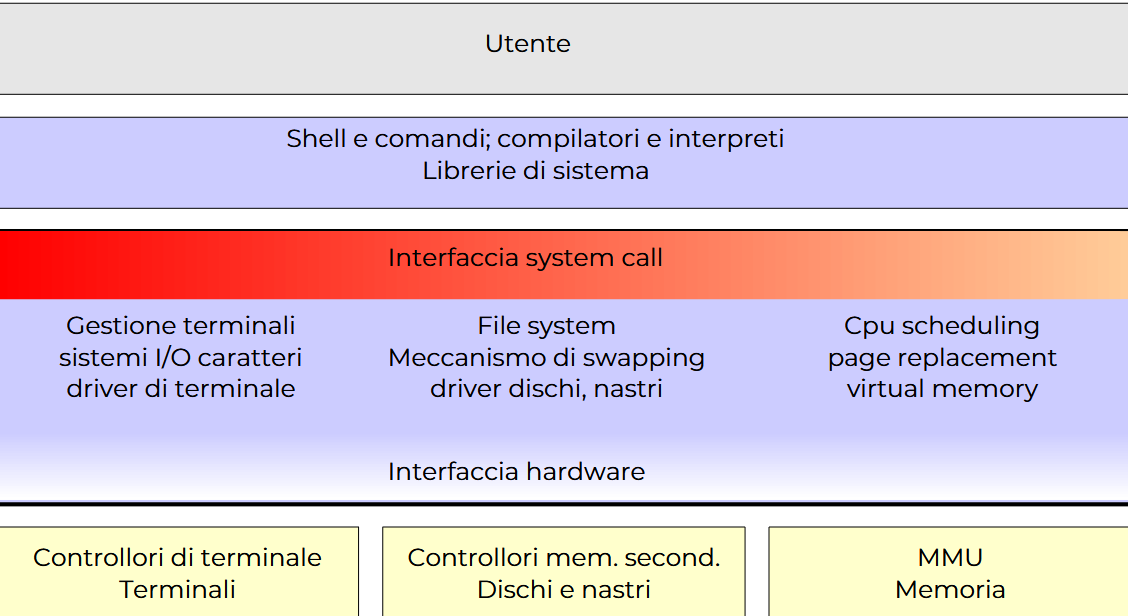 Utente
Shell e comandi; compilatori e interpreti
Librerie di sistema
Interfaccia system call
Gestione terminali
sistemi I/O caratteri
driver di terminale
File system
Meccanismo di swapping
driver dischi, nastri
Cpu scheduling
page replacement
virtual memory
Interfaccia hardware
Controllori di terminale
Terminali
Controllori mem. second.
Dischi e nastri
MMU
Memoria